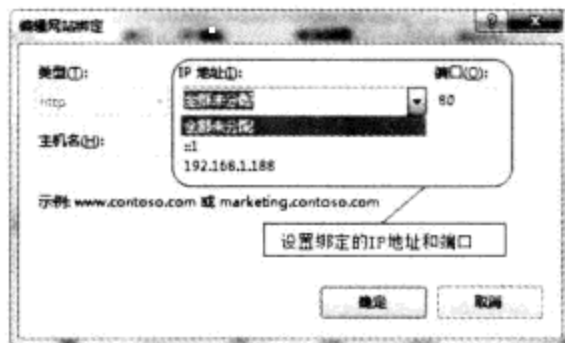 编辑网站绑定
类型(T):
IP 地址(I):
端口(O):
http
全部未分配
80
全部未分配
主机名(H):
::1
192.168.1.188
示例: www.contoso.com 或 marketing.contoso.com
设置绑定的IP地址和端口
确定
取消